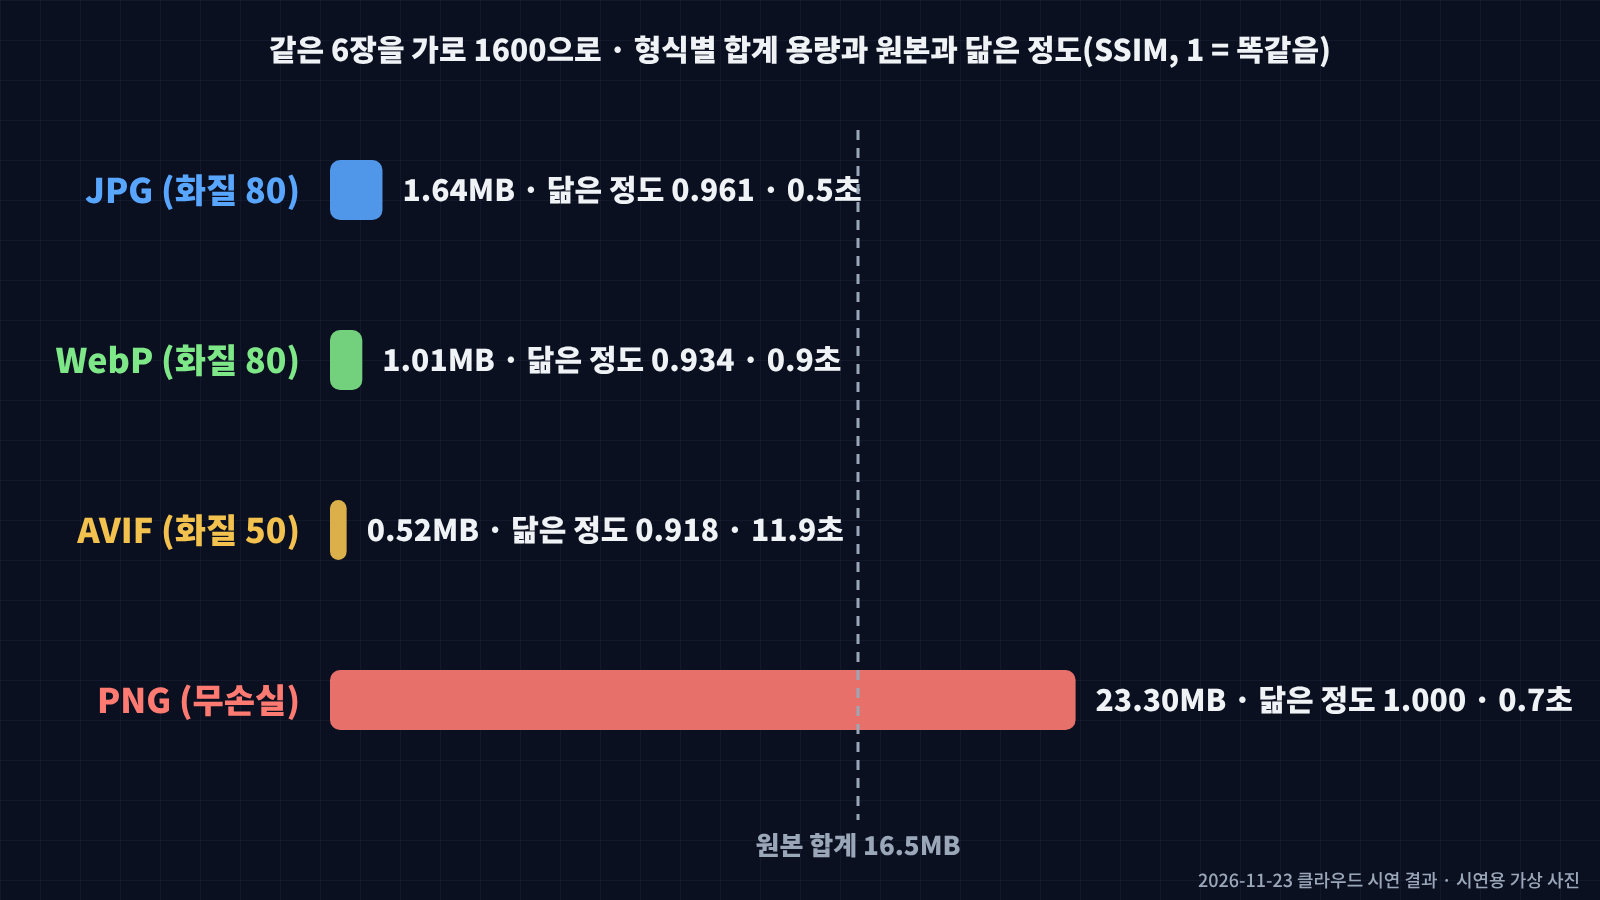 같은 6장을 가로 1600으로 · 형식별 합계 용량과 원본과 닮은 정도(SSIM, 1 = 똑같음)
JPG (화질 80)
1.64MB · 닮은 정도 0.961 · 0.5초
WebP (화질 80)
1.01MB · 닮은 정도 0.934 · 0.9초
AVIF (화질 50)
0.52MB · 닮은 정도 0.918 · 11.9초
PNG (무손실)
23.30MB · 닮은 정도 1.000 · 0.7초
원본 합계 16.5MB
2026-11-23 클라우드 시연 결과 · 시연용 가상 사진